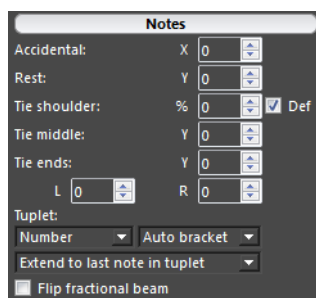 Notes
Accidental: X 0
Rest: Y 0
Tie shoulder: % 0 Def
Tie middle: Y 0
Tie ends: Y 0
L 0 R 0
Tuplet:
Number Auto bracket
Extend to last note in tuplet
Flip fractional beam